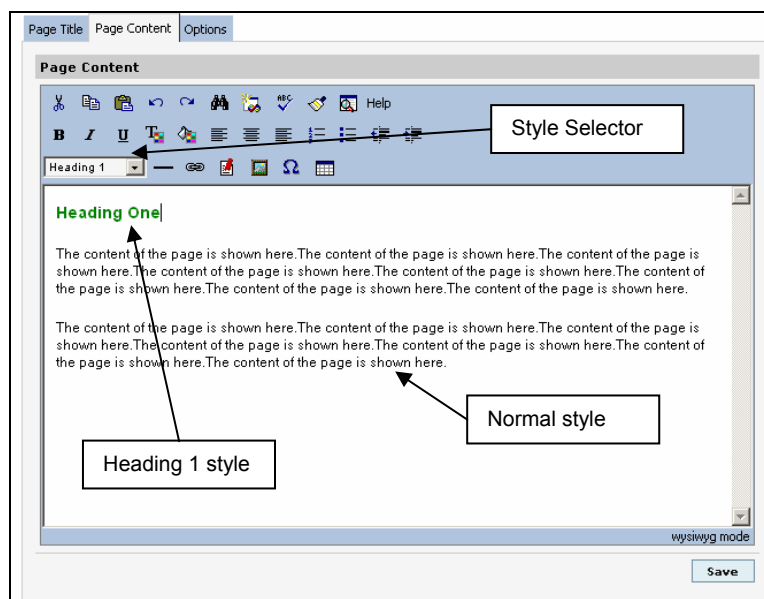 Page Title Page Content Options
Page Content
ABC Help
B I U T
Style Selector
Heading 1 Ω
Heading One
The content of the page is shown here.The content of the page is shown here.The content of the page is
shown here.The content of the page is shown here.The content of the page is shown here.The content of
the page is shown here.The content of the page is shown here.The content of the page is shown here.
The content of the page is shown here.The content of the page is shown here.The content of the page is
shown here.The content of the page is shown here.The content of the page is shown here.The content of
the page is shown here.The content of the page is shown here.
Normal style
Heading 1 style
wysiwyg mode
Save